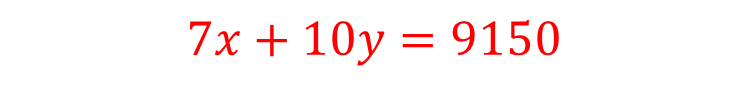 7x + 10y = 9150